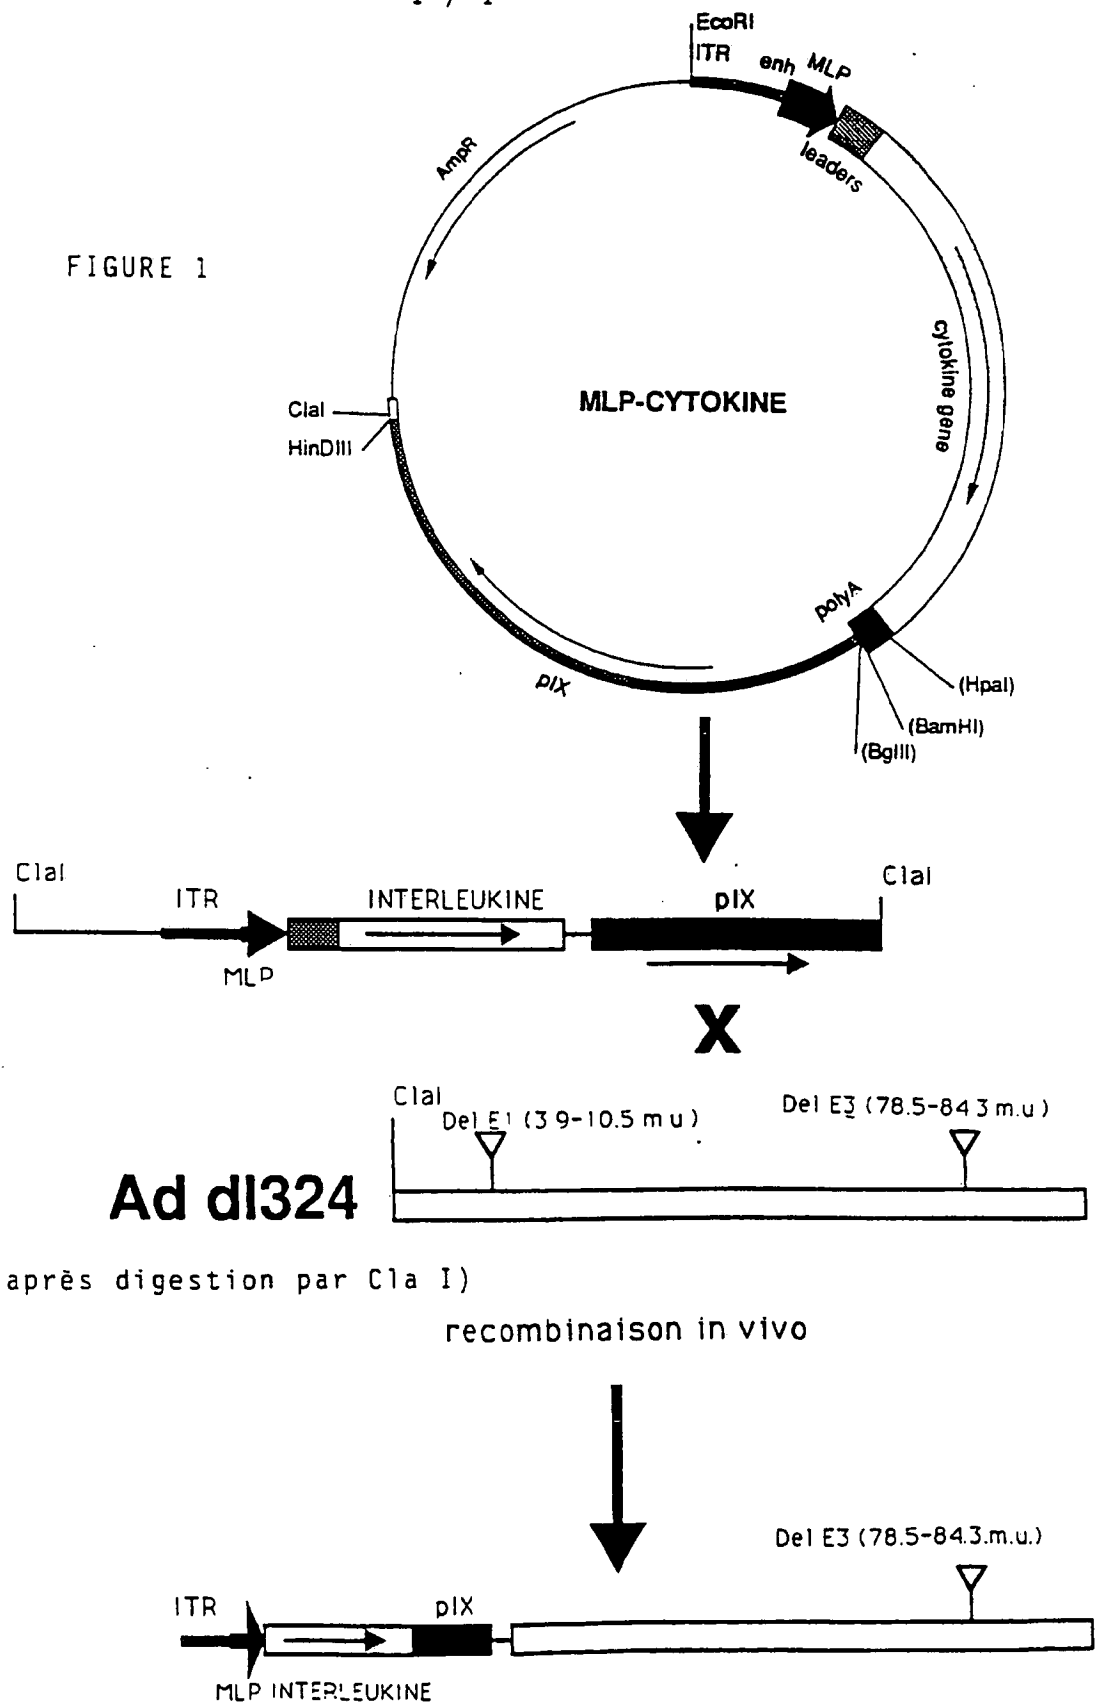 EcoRI
ITR
enh MLP
leaders
AmpR
FIGURE 1
cytokine gene
MLP-CYTOKINE
ClaI
HinDIII
polyA
pIX
(HpaI)
(BamHI)
(BglII)
ClaI
ITR
INTERLEUKINE
pIX
ClaI
MLP
X
ClaI
Del E1 (3 9-10.5 m u)
Del E3 (78.5-84 3 m.u)
Ad dl324
après digestion par Cla I)
recombinaison in vivo
Del E3 (78.5-84.3.m.u.)
ITR
pIX
MLP INTERLEUKINE